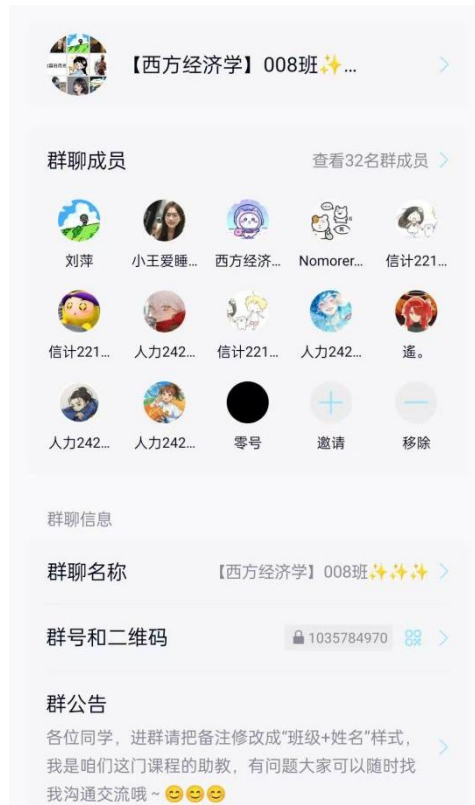 【西方经济学】008班✨...
群聊成员
查看32名群成员
刘萍
小王爱睡...
西方经济...
Nomorer...
信计221...
信计221...
人力242...
信计221...
人力242...
遙。
人力242...
人力242...
零号
邀请
移除
群聊信息
群聊名称
【西方经济学】008班✨✨✨
群号和二维码
1035784970
群公告
各位同学，进群请把备注修改成“班级+姓名”样式，
我是咱们这门课程的助教，有问题大家可以随时找
我沟通交流哦~😊😊😊